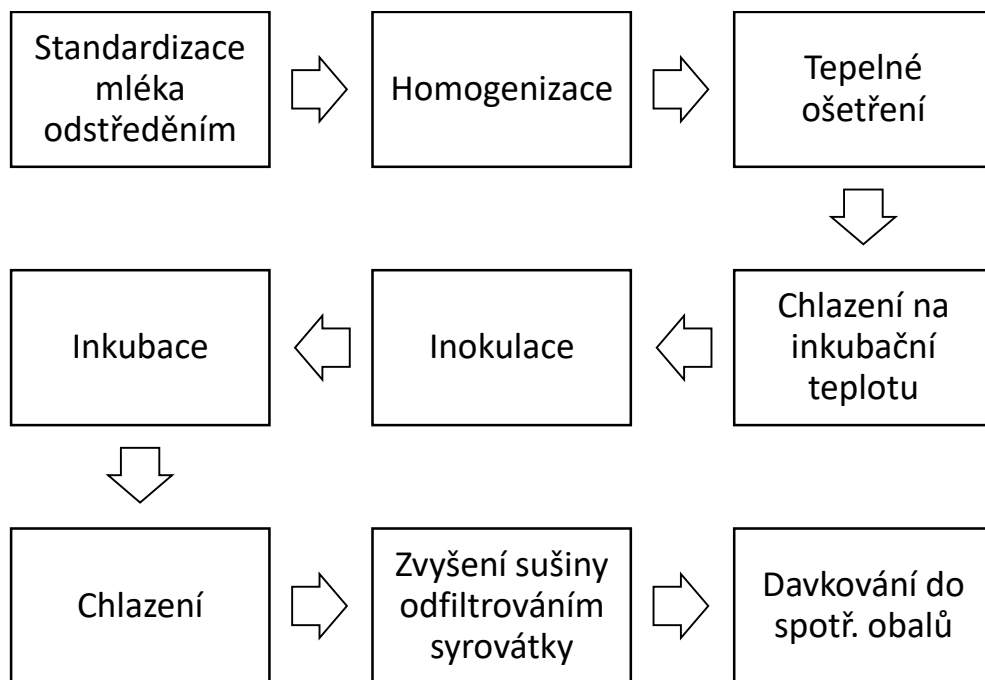 Standardizace
mléka
odstředěním
Homogenizace
Tepelné
ošetření
Chlazení na
inkubační
teplotu
Inokulace
Inkubace
Chlazení
Zvýšení sušiny
odfiltrováním
syrovátky
Davkování do
spotř. obalů